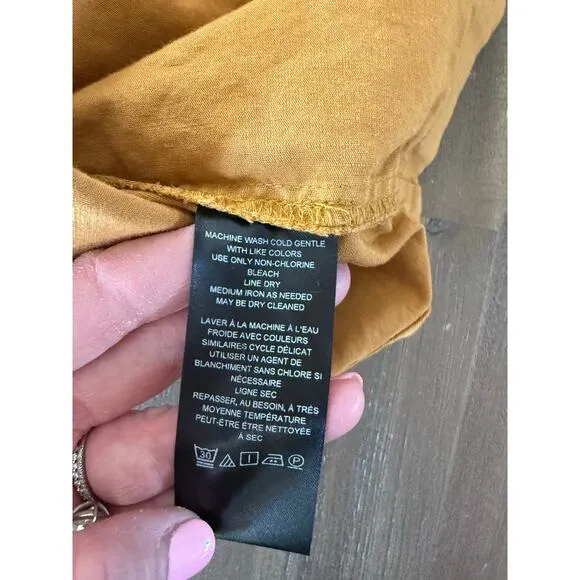 MACHINE WASH COLD GENTLE
WITH LIKE COLORS
USE ONLY NON-CHLORINE
BLEACH
LINE DRY
MEDIUM IRON AS NEEDED
MAY BE DRY CLEANED
LAVER À LA MACHINE À L'EAU
FROIDE AVEC COULEURS
SIMILAIRES CYCLE DÉLICAT
UTILISER UN AGENT DE
BLANCHIMENT SANS CHLORE SI
NÉCESSAIRE
LIGNE SEC
REPASSER, AU BESOIN, À TRÉS
MOYENNE TEMPÉRATURE
PEUT-ÊTRE ÊTRE NETTOYÉE
À SEC
30 P